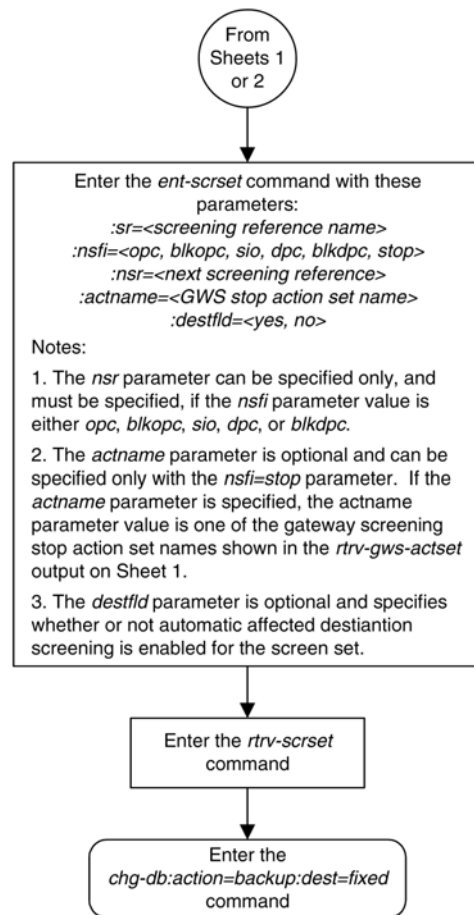 From
Sheets 1
or 2
Enter the ent-scrset command with these
parameters:
:sr=<screening reference name>
:nsfi=<opc, blkopc, sio, dpc, blkdpc, stop>
:nsr=<next screening reference>
:actname=<GWS stop action set name>
:destfld=<yes, no>
Notes:
1. The nsr parameter can be specified only, and
must be specified, if the nsfi parameter value is
either opc, blkopc, sio, dpc, or blkdpc.
2. The actname parameter is optional and can be
specified only with the nsfi=stop parameter. If the
actname parameter is specified, the actname
parameter value is one of the gateway screening
stop action set names shown in the rtrv-gws-actset
output on Sheet 1.
3. The destfld parameter is optional and specifies
whether or not automatic affected destiantion
screening is enabled for the screen set.
Enter the rtrv-scrset
command
Enter the
chg-db:action=backup:dest=fixed
command